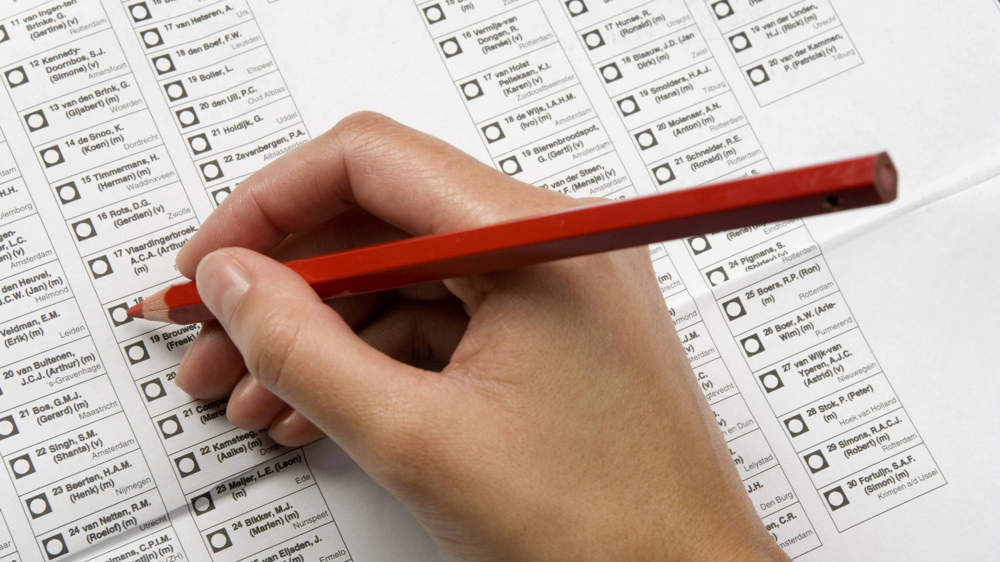 dam
H.H.
ulemborg
gen-
er, L.C.
en) (v)
Amsterdam
den Heuvel,
J.C.W. (Jan) (m)
Helmond
Veldman, E.M.
(Erik) (m)
Leiden
20 van Buitenen,
J.C.J. (Arthur) (m)
's-Gravenhage
21 Bos, G.M.J.
(Gerard) (m)
Maastricht
22 Singh, S.M.
(Shanta) (v)
Amsterdam
23 Beerten, H.A.M.
(Henk) (m)
Nijmegen
24 van Netten, R.M.
(Roelof) (m)
Utrecht
elmans, C.P.I.M.
entijn) (m)
(ZH)
11 van Ingen-ten
Brinke, G.
(Gertine) (v)
Rotterdam
12 Kennedy-
Doornbos, S.J.
(Simone) (v)
Amersfoort
13 van den Brink, G.
(Gijsbert) (m)
Woerden
14 de Snoo, K.
(Koen) (m)
Dordrecht
15 Timmermans, H.
(Herman) (m)
Waddinxveen
16 Rots, D.G.
(Gerdien) (v)
Zwolle
17 Vlaardingerbroek,
A.C.A. (Arthur)
(m)
18
19 Brouwer,
(Freek)
20
21 Compa
(Marce
22 Kamsteeg, A.
(Aalke) (m)
Dordr
23 Meijer, L.E. (Leon)
(m)
Ede
24 Bikker, M.J.
(Marien) (m)
Nunspeet
25 van Eijsden, J.
Ermelo
17 van Heteren, A.
Urk
18 den Boef, F.W.
Leusden
19 Bolier, L.
Elspeet
20 den Uil, P.C.
Oud Alblas
21 Holdijk, G.
Uddel
22 Zevenbergen, P.A.
Alblasserdam
15
(m)
16 Vermijs-van
Dongen, R.
(Renée) (v)
Rotterdam
17 van Holst
Pellekaan, K.I.
(Karen) (v)
Zuidoostbeemster
18 de Wijs, I.A.H.M.
(Ivo) (m)
Amsterdam
19 Bierenbroodspot,
G. (Gerti) (v)
Amsterdam
20 van der Steen,
M.F. (Mensje) (v)
Amsterdam
17 Hunse, R.
(Ronald) (m)
Utrecht
18 Blaauw, J.D. (Jan
Dirk) (m)
Zeist
19 Smolders, H.A.J.
(Hans) (m)
Tilburg
20 Molenaar, A.N.
(Anton) (m)
Rotterdam
21 Schneider, R.E.
(Ronald) (m)
Rotterdam
(René) (m)
Eindhoven
24 Pigmans, S.
(Shirley) (v)
Rotterdam
25 Boers, R.P. (Ron)
(m)
Rotterdam
26 Boer, A.W. (Arie-
Wim) (m)
Purmerend
27 van Wijk-van
Yperen, A.J.C.
(Astrid) (v)
Nieuwegein
28 Stok, P. (Peter)
(m)
Hoek van Holland
29 Simons, R.A.C.J.
(Robert) (m)
Rotterdam
30 Fortuijn, S.A.F.
(Simon) (m)
Krimpen a/d IJssel
19 van der Linden,
H.J. (Rick) (m)
Utrecht
20 van der Kammen,
P. (Patricia) (v)
Tilburg
dam
(m)
drecht
armond
J.M.
(v)
sterdam
.C.
(v)
gtevecht
(v)
n en Duin
m)
Lelystad
J.H.
Den Burg
en, C.R.
msterdam